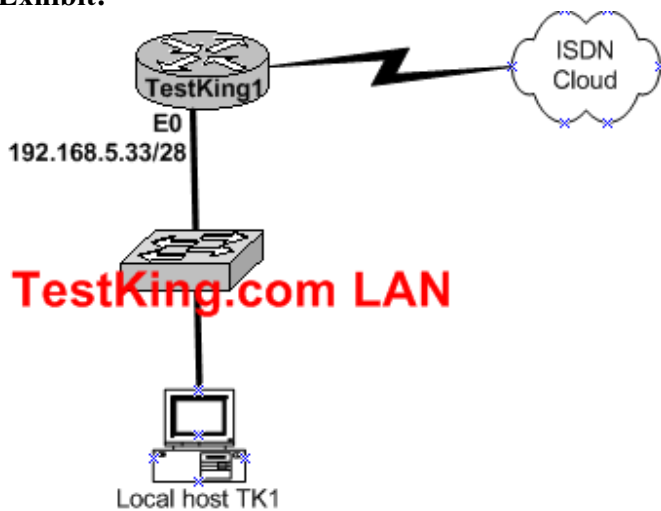 Exhibit:
TestKing1
ISDN
Cloud
E0
192.168.5.33/28
TestKing.com LAN
Local host TK1